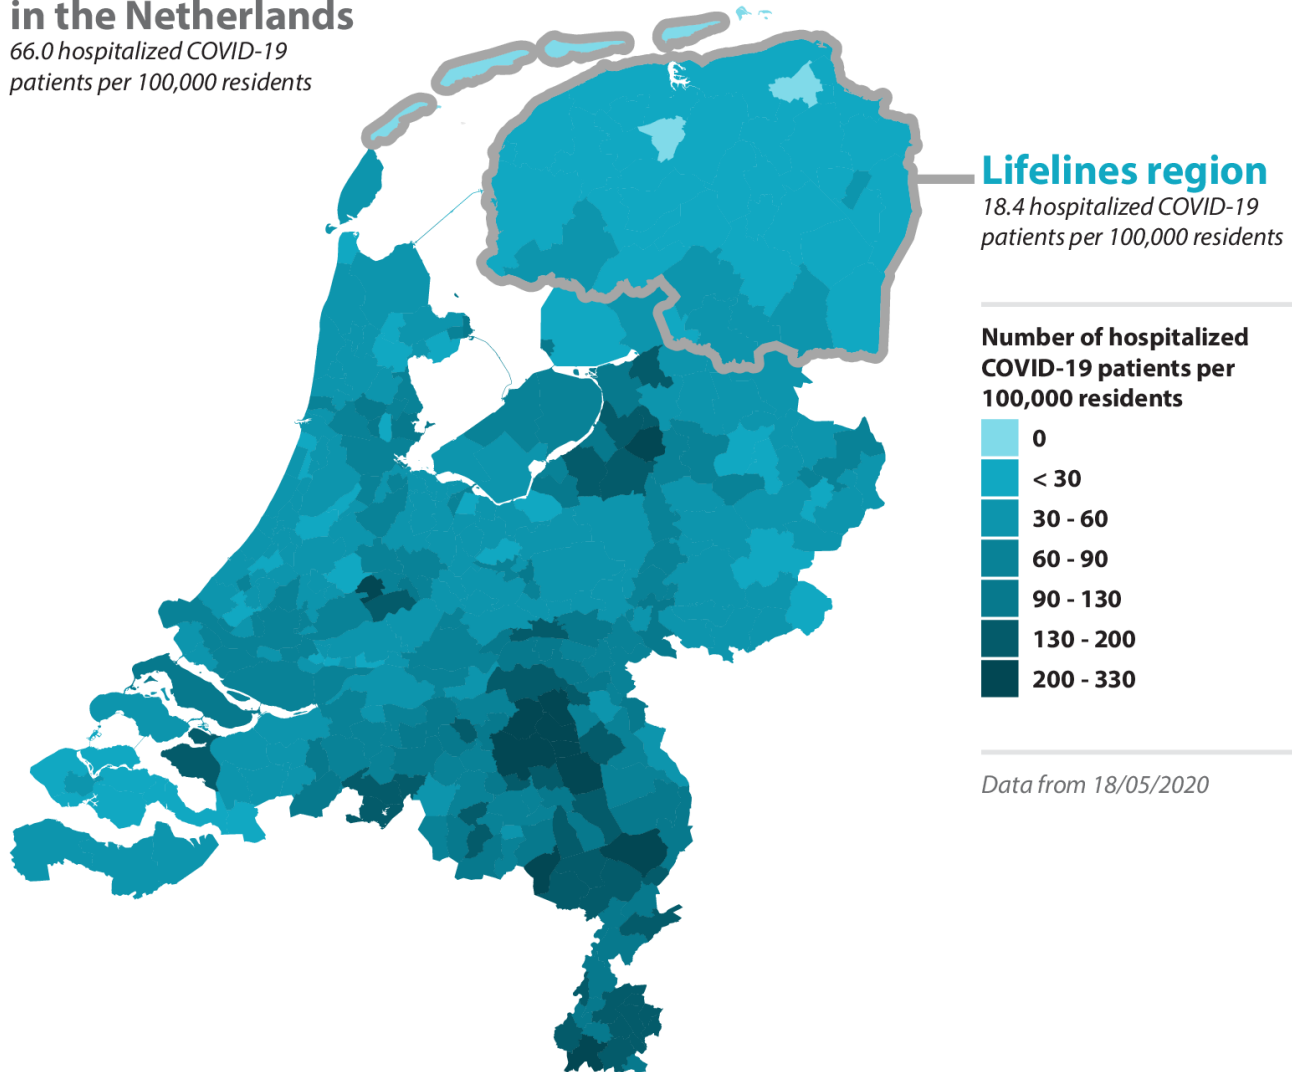 in the Netherlands
66.0 hospitalized COVID-19
patients per 100,000 residents
Lifelines region
18.4 hospitalized COVID-19
patients per 100,000 residents
Number of hospitalized
COVID-19 patients per
100,000 residents
0
< 30
30 - 60
60 - 90
90 - 130
130 - 200
200 - 330
Data from 18/05/2020